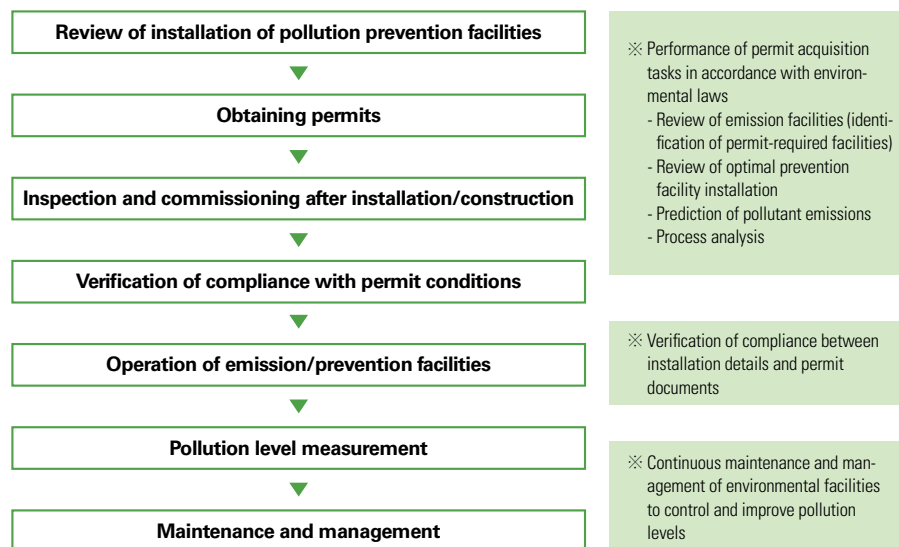 Review of installation of pollution prevention facilities
Obtaining permits
Inspection and commissioning after installation/construction
Verification of compliance with permit conditions
Operation of emission/prevention facilities
Pollution level measurement
Maintenance and management
※ Performance of permit acquisition
tasks in accordance with environ-
mental laws
- Review of emission facilities (identi-
fication of permit-required facilities)
- Review of optimal prevention
facility installation
- Prediction of pollutant emissions
- Process analysis
※ Verification of compliance between
installation details and permit
documents
※ Continuous maintenance and man-
agement of environmental facilities
to control and improve pollution
levels